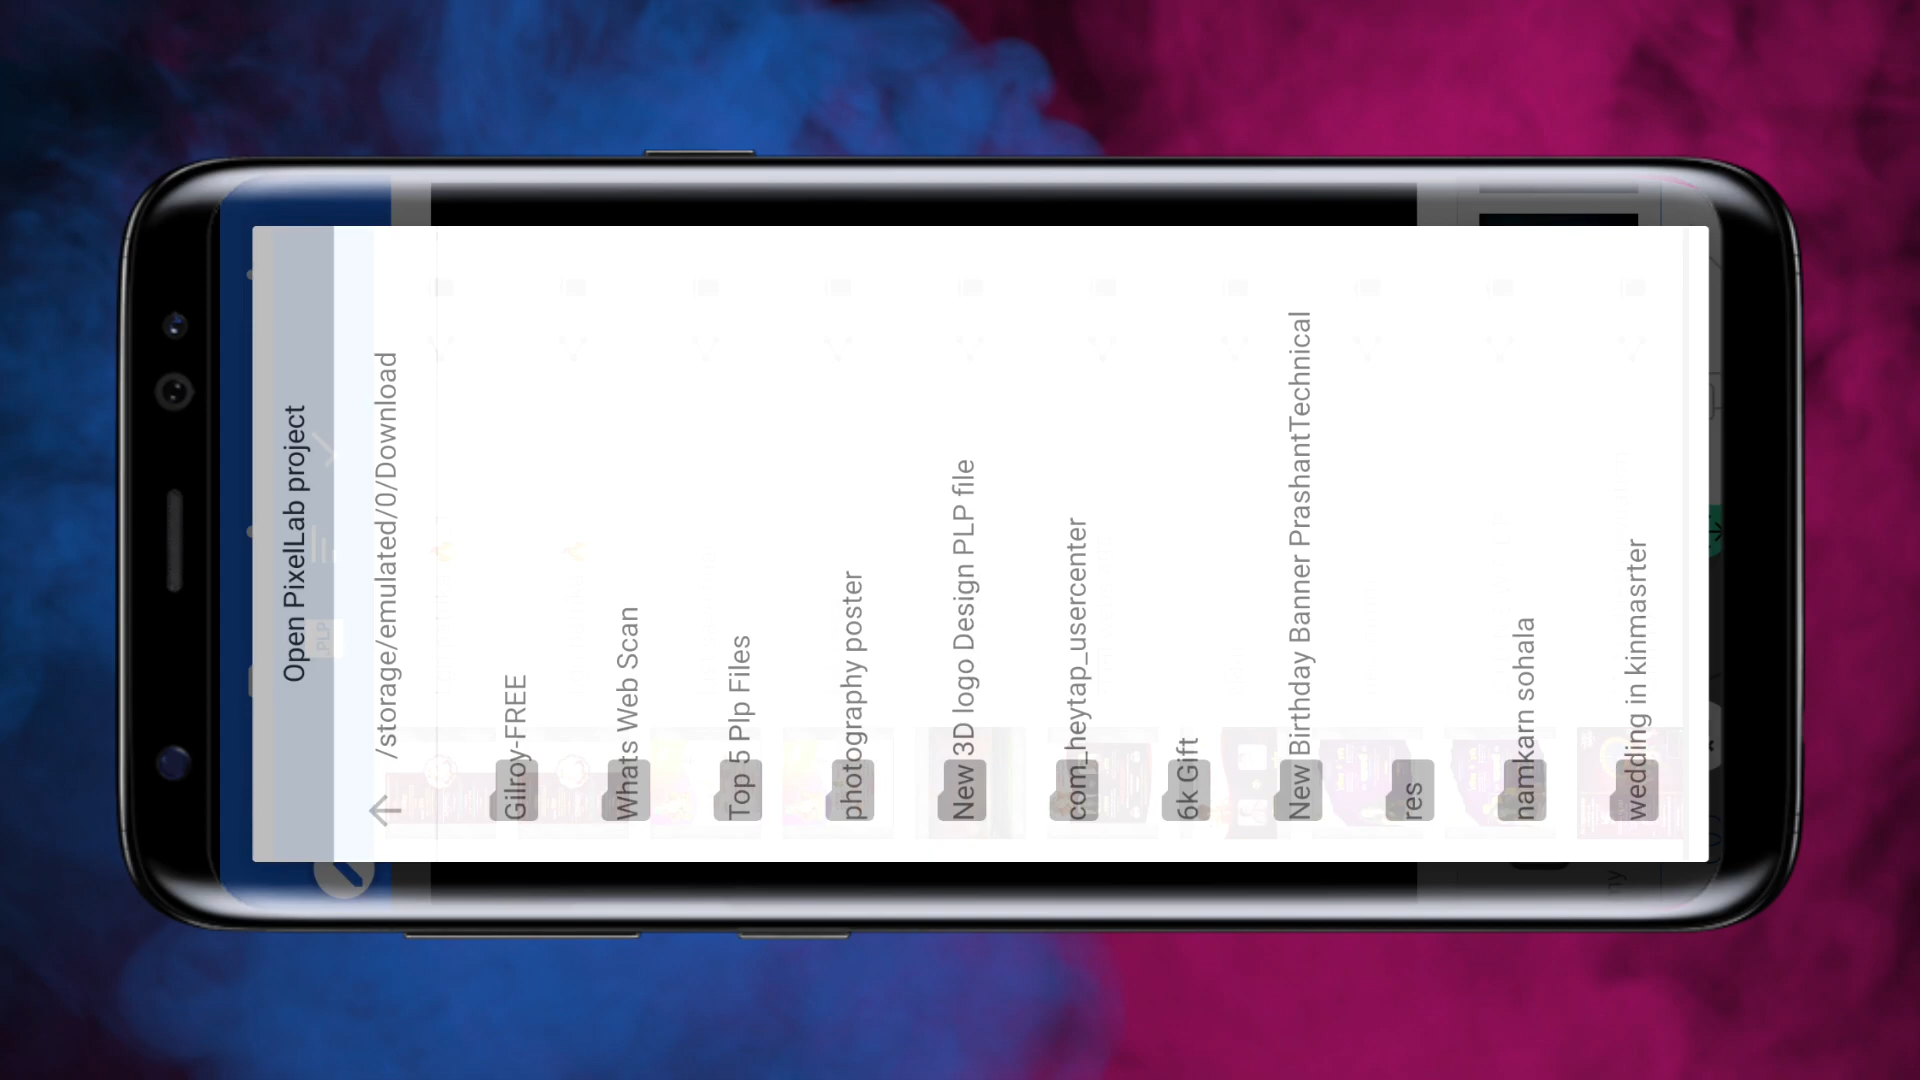 Open PixelLab project
/storage/emulated/0/Download
Gilroy-FREE
Whats Web Scan
Top 5 Plp Files
photography poster
New 3D logo Design PLP file
com_heytap_usercenter
6k Gift
New Birthday Banner PrashantTechnical
res
namkarn sohala
wedding in kinmasrter
.PLP